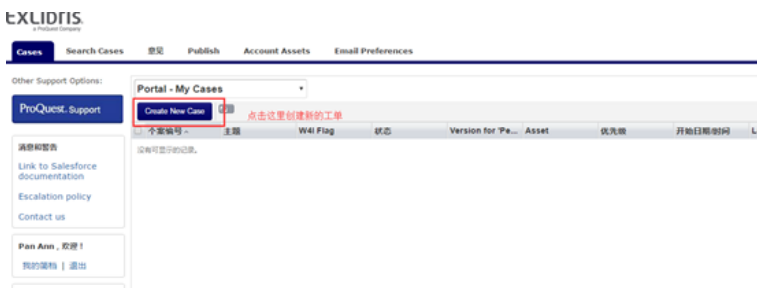 EXLIBRIS
a ProQuest Company
Cases Search Cases 意见 Publish Account Assets Email Preferences
Other Support Options:
ProQuest. Support
消息和警告
Link to Salesforce documentation
Escalation policy
Contact us
Pan Ann , 欢迎！
我的简档 | 退出
Portal - My Cases
Create New Case
点击这里创建新的工单
个案编号 主题 W4I Flag 状态 Version for 'Pe... Asset 优先级 开始日期/时间 L
没有可显示的记录。